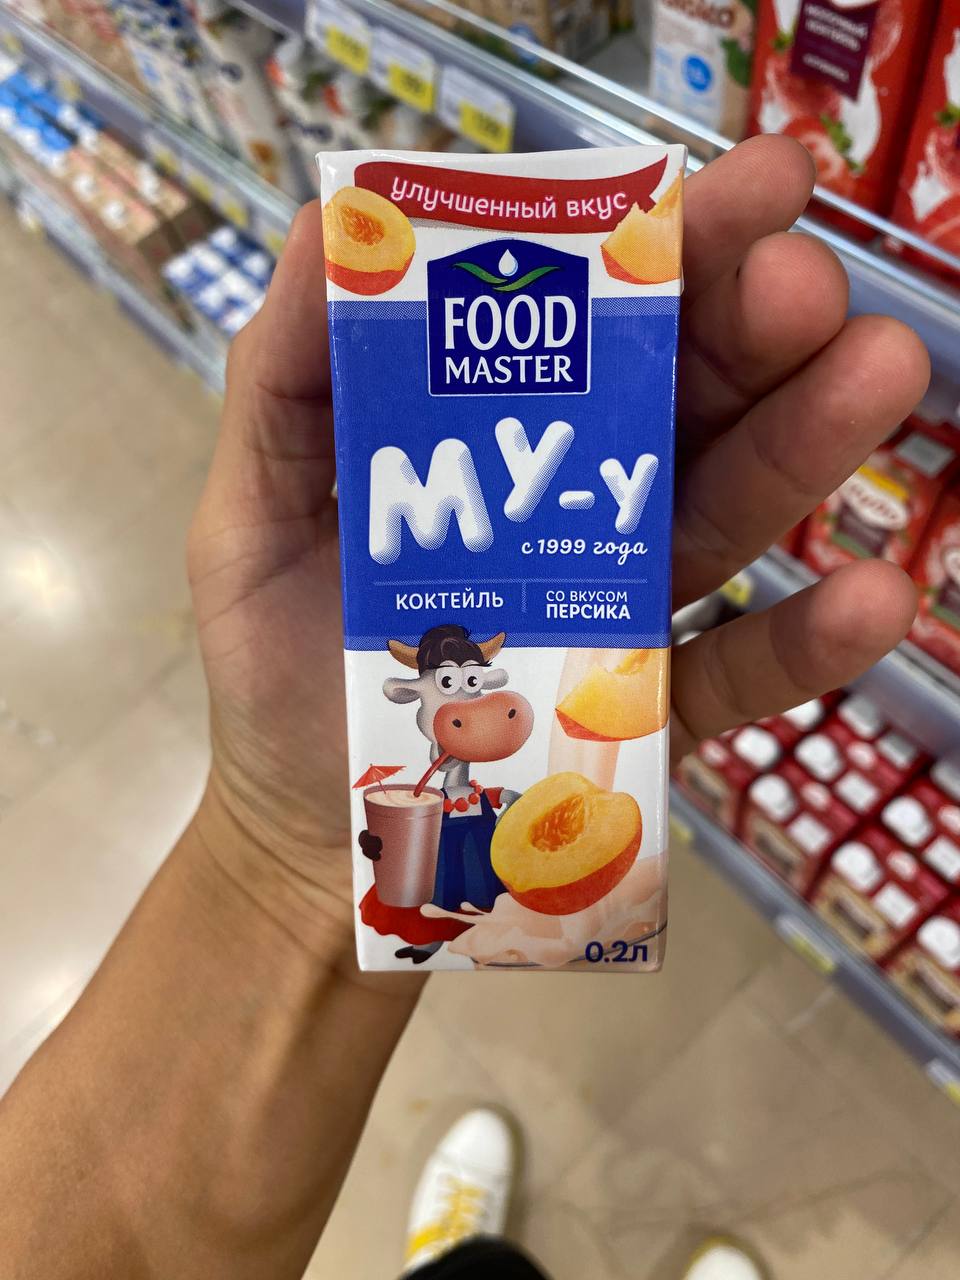 улучшенный вкус
FOOD
MASTER
МУ-У
с 1999 года
КОКТЕЙЛЬ
СО ВКУСОМ
ПЕРСИКА
0.2л